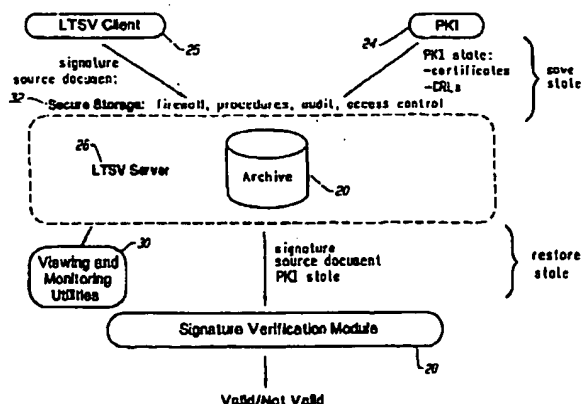 LTSV Client
25
PKI
24
signature
source document:
PKI state:
-certificates
-CRLs
save
state
32
Secure Storage: firewall, procedures, audit, access control
26
LTSV Server
Archive
20
30
Viewing and
Monitoring
Utilities
signature
source document
PKI state
restore
state
Signature Verification Module
28
Valid/Not Valid